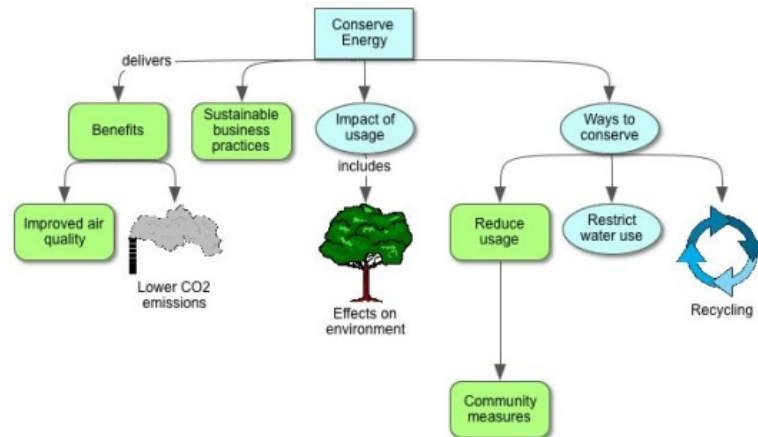 Conserve
Energy
delivers
Benefits
Sustainable
business
practices
Impact of
usage
Ways to
conserve
includes
Improved air
quality
Lower CO2
emissions
Effects on
environment
Reduce
usage
Restrict
water use
Recycling
Community
measures